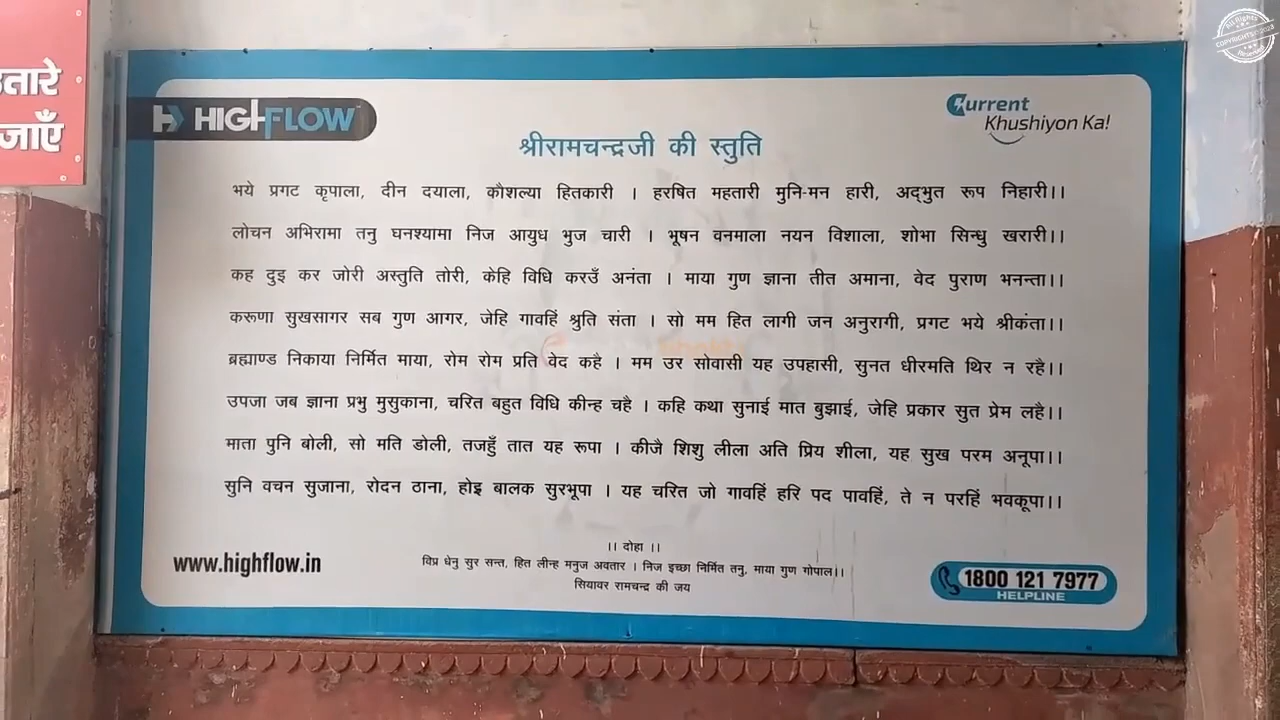 तारे
जाएँ
HIGHFLOW
Current
Khushiyon Ka!
श्रीरामचन्द्रजी की स्तुति
भये प्रगट कृपाला, दीन दयाला, कौशल्या हितकारी । हरषित महतारी मुनि-मन हारी, अद्भुत रूप निहारी।।
लोचन अभिरामा तनु घनश्यामा निज आयुध भुज चारी । भूषन वनमाला नयन विशाला, शोभा सिन्धु खरारी।।
कह दुइ कर जोरी अस्तुति तोरी, केहि विधि करउँ अनंता । माया गुण ज्ञाना तीत अमाना, वेद पुराण भनन्ता।।
करूणा सुखसागर सब गुण आगर, जेहि गावहिं श्रुति संता । सो मम हित लागी जन अनुरागी, प्रगट भये श्रीकंता।।
ब्रह्माण्ड निकाया निर्मित माया, रोम रोम प्रति वेद कहै । मम उर सोवासी यह उपहासी, सुनत धीरमति थिर न रहै।।
उपजा जब ज्ञाना प्रभु मुसुकाना, चरित बहुत विधि कीन्ह चहै । कहि कथा सुनाई मात बुझाई, जेहि प्रकार सुत प्रेम लहै।।
माता पुनि बोली, सो मति डोली, तजहुँ तात यह रूपा । कीजै शिशु लीला अति प्रिय शीला, यह सुख परम अनूपा।।
सुनि वचन सुजाना, रोदन ठाना, होइ बालक सुरभूपा । यह चरित जो गावहिं हरि पद पावहिं, ते न परहिं भवकूपा।।
।। दोहा ।।
विप्र धेनु सुर सन्त, हित लीन्ह मनुज अवतार । निज इच्छा निर्मित तनु, माया गुण गोपाल।।
सियावर रामचन्द्र की जय
www.highflow.in
1800 121 7977
HELPLINE
All Rights
COPYRIGHTS ©2023
Reserved